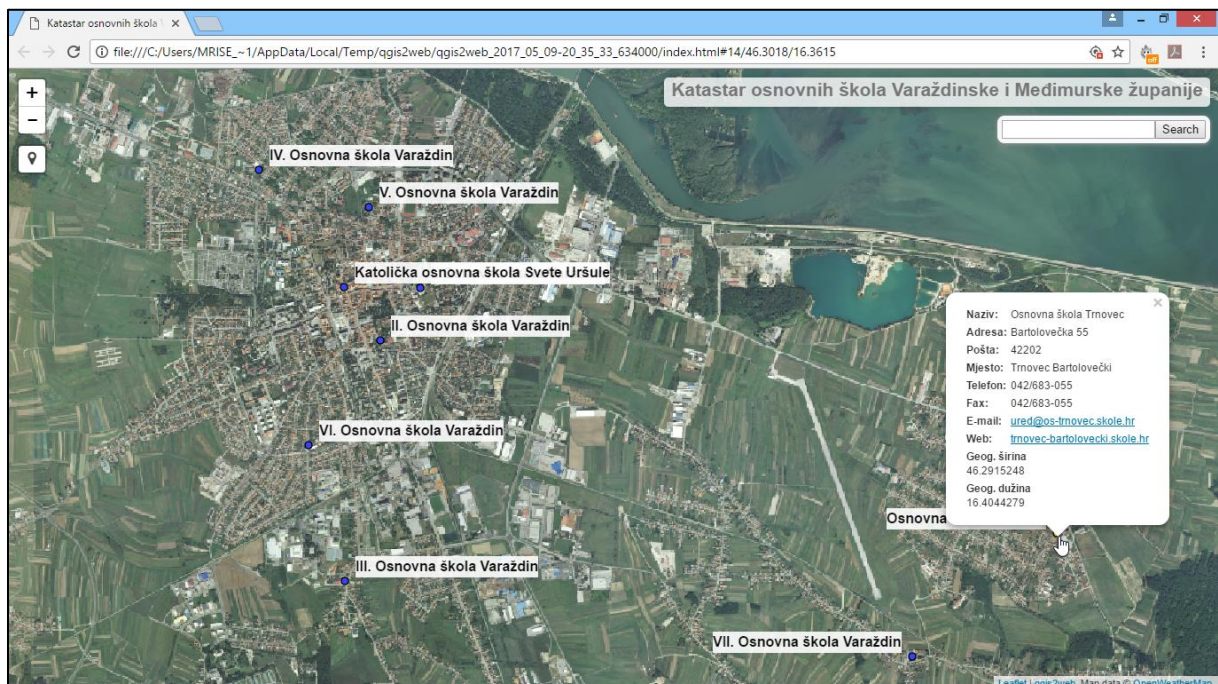 Katastar osnovnih škola
file:///C:/Users/MRISE_~1/AppData/Local/Temp/qgis2web/qgis2web_2017_05_09-20_35_33_634000/index.html#14/46.3018/16.3615
off
+
−
Katastar osnovnih škola Varaždinske i Međimurske županije
Search
IV. Osnovna škola Varaždin
V. Osnovna škola Varaždin
Katolička osnovna škola Svete Uršule
II. Osnovna škola Varaždin
VI. Osnovna škola Varaždin
III. Osnovna škola Varaždin
VII. Osnovna škola Varaždin
Osnovna
×
Naziv: Osnovna škola Trnovec
Adresa: Bartolovečka 55
Pošta: 42202
Mjesto: Trnovec Bartolovečki
Telefon: 042/683-055
Fax: 042/683-055
E-mail: ured@os-trnovec.skole.hr
Web: trnovec-bartolovecki.skole.hr
Geog. širina
46.2915248
Geog. dužina
16.4044279
Leaflet | qgis2web, Map data © OpenWeatherMap